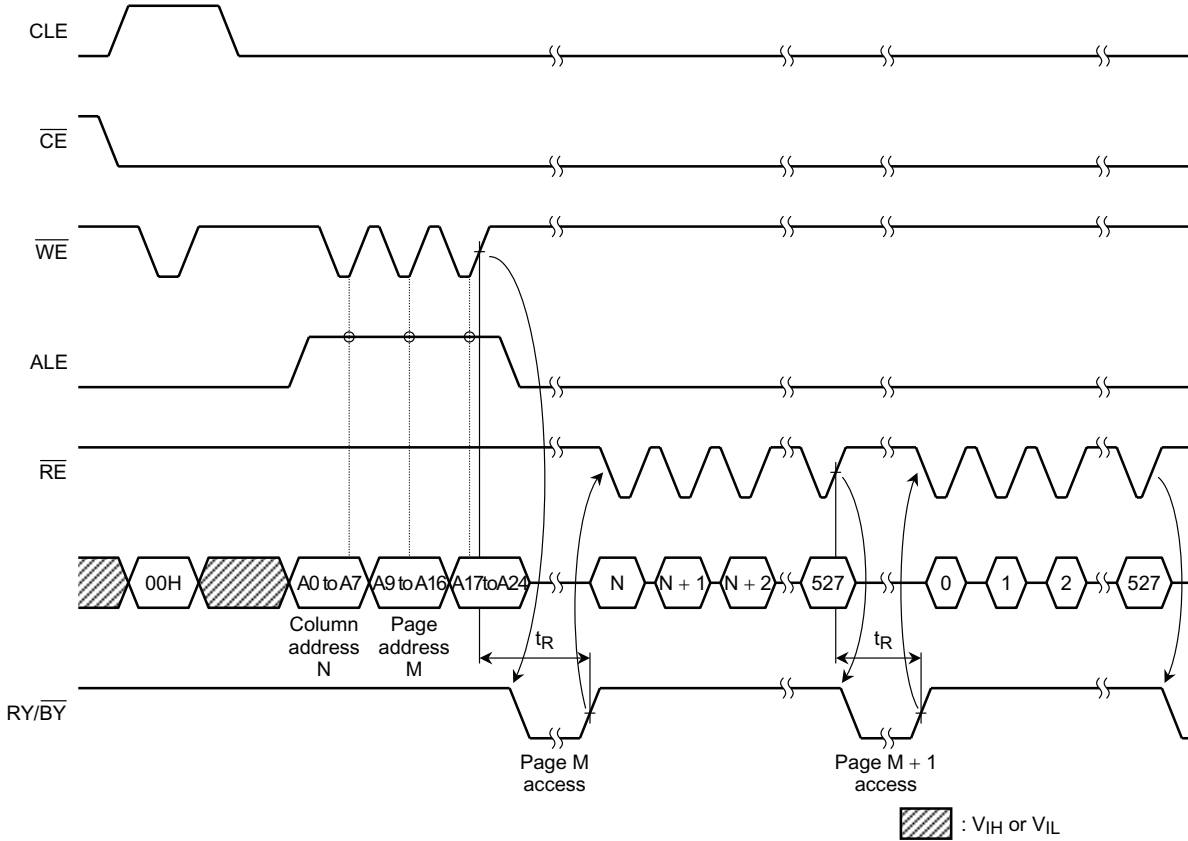 CLE
CE
WE
ALE
RE
00H A0 to A7 A9 to A16 A17 to A24 N N + 1 N + 2 527 0 1 2 527
Column address N
Page address M
tR tR
RY/BY
Page M access
Page M + 1 access
: VIH or VIL